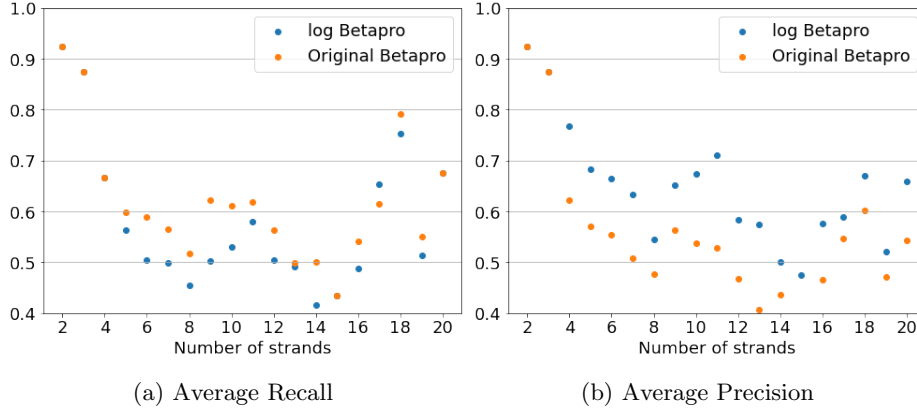 1.0
0.9
0.8
0.7
0.6
0.5
0.4
2 4 6 8 10 12 14 16 18 20
Number of strands
log Betapro
Original Betapro
(a) Average Recall
1.0
0.9
0.8
0.7
0.6
0.5
0.4
2 4 6 8 10 12 14 16 18 20
Number of strands
log Betapro
Original Betapro
(b) Average Precision